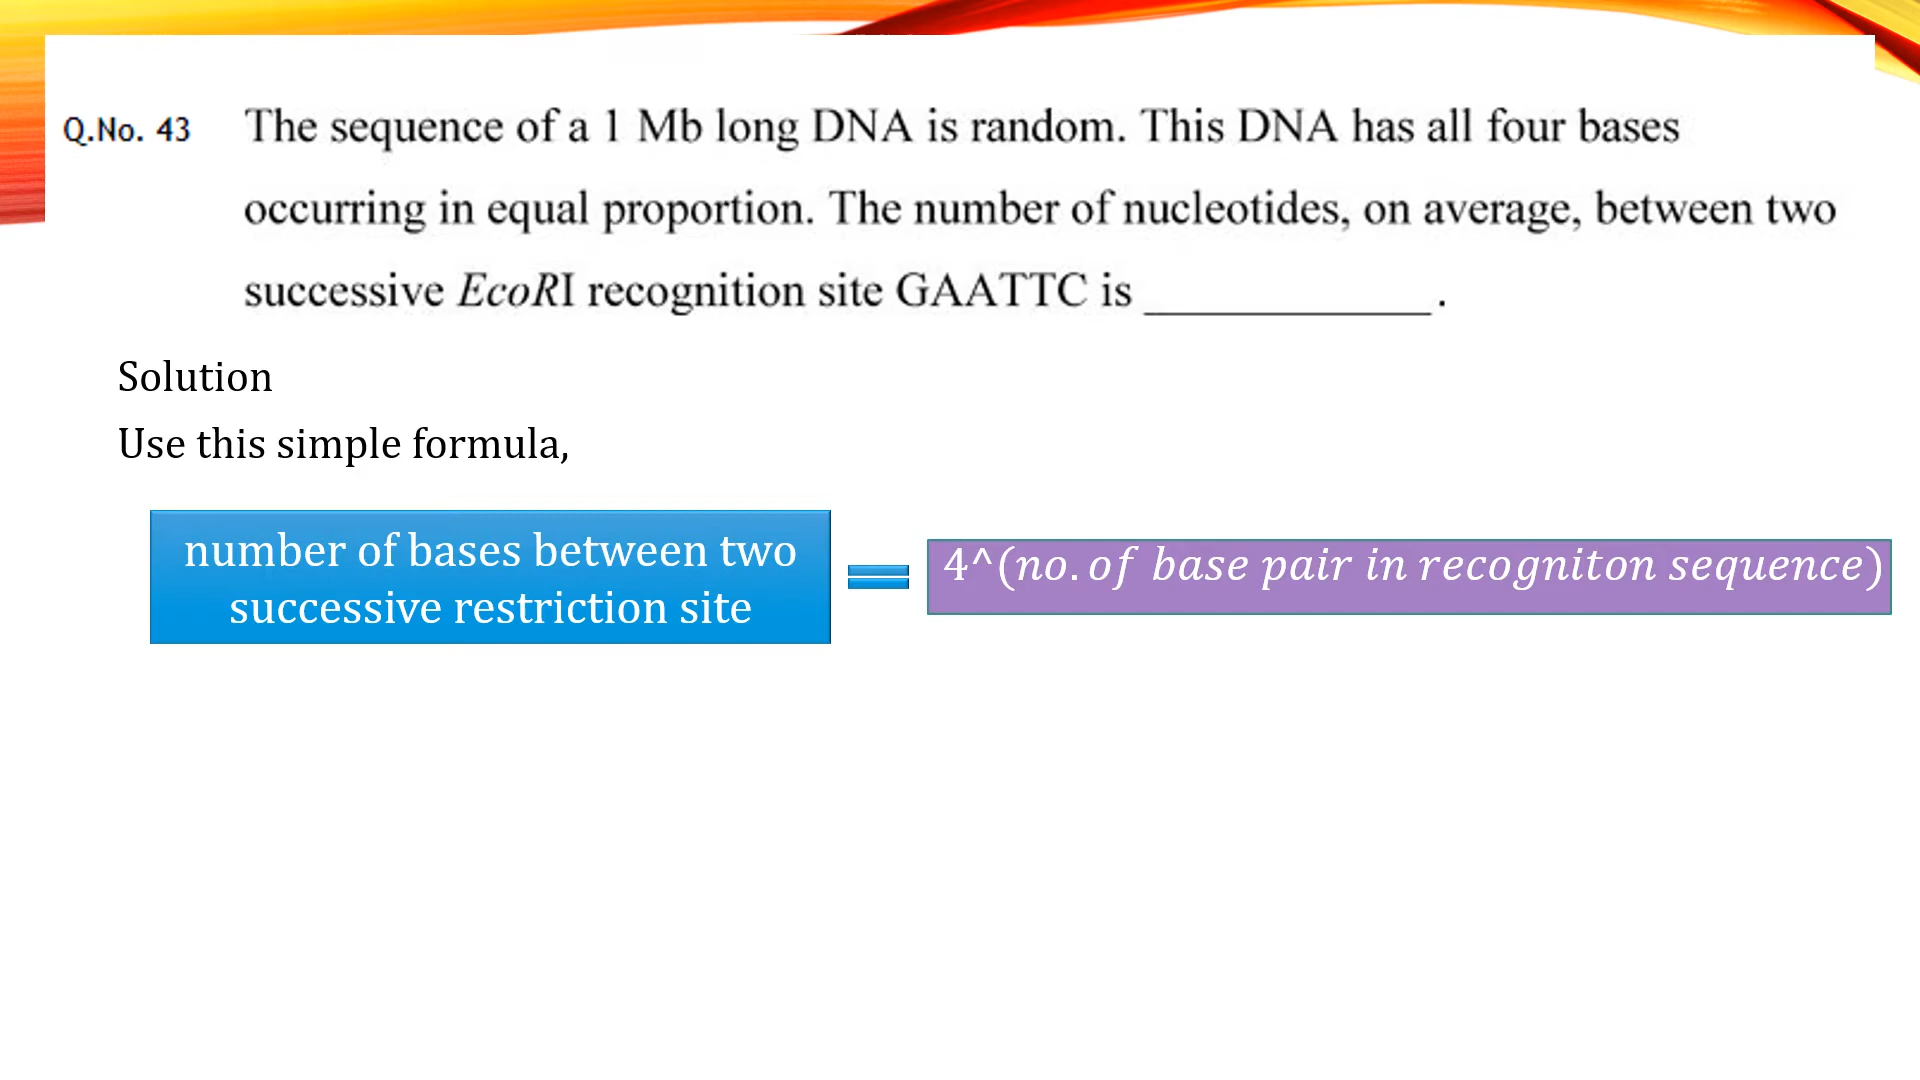 Q.No. 43 The sequence of a 1 Mb long DNA is random. This DNA has all four bases
occurring in equal proportion. The number of nucleotides, on average, between two
successive EcoRI recognition site GAATTC is ____________.
Solution
Use this simple formula,
number of bases between two
successive restriction site
=
4^(no. of base pair in recogniton sequence)